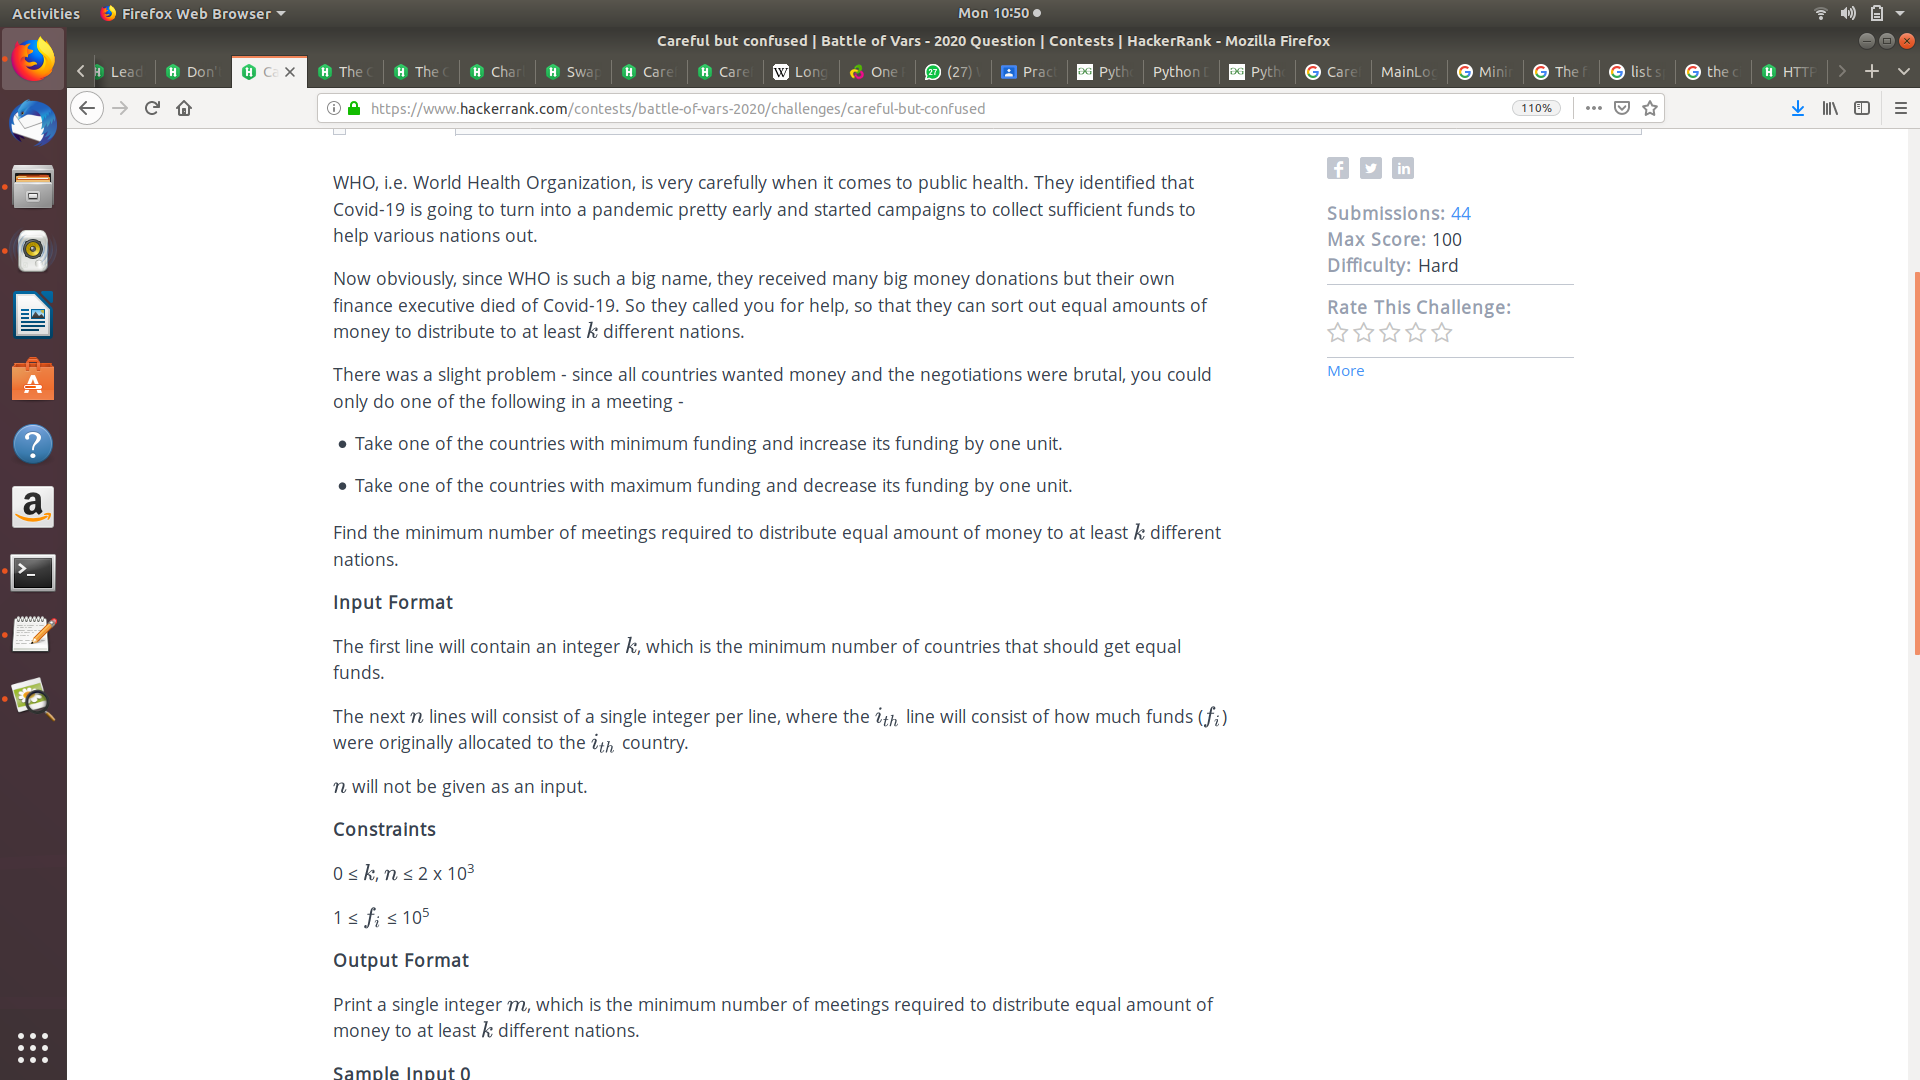 Activities Firefox Web Browser Mon 10:50
Careful but confused | Battle of Vars - 2020 Question | Contests | HackerRank - Mozilla Firefox
Lead Don' Ca The C The C Char Swap Care Care Long One (27) Prac Pyth Python D Pyth Care MainLog Mini The f list s the c HTTP
https://www.hackerrank.com/contests/battle-of-vars-2020/challenges/careful-but-confused 110%
WHO, i.e. World Health Organization, is very carefully when it comes to public health. They identified that
Covid-19 is going to turn into a pandemic pretty early and started campaigns to collect sufficient funds to
help various nations out.
Now obviously, since WHO is such a big name, they received many big money donations but their own
finance executive died of Covid-19. So they called you for help, so that they can sort out equal amounts of
money to distribute to at least k different nations.
There was a slight problem - since all countries wanted money and the negotiations were brutal, you could
only do one of the following in a meeting -
• Take one of the countries with minimum funding and increase its funding by one unit.
• Take one of the countries with maximum funding and decrease its funding by one unit.
Find the minimum number of meetings required to distribute equal amount of money to at least k different
nations.
Input Format
The first line will contain an integer k, which is the minimum number of countries that should get equal
funds.
The next n lines will consist of a single integer per line, where the i_th line will consist of how much funds (f_i)
were originally allocated to the i_th country.
n will not be given as an input.
Constraints
0 ≤ k, n ≤ 2 x 10³
1 ≤ f_i ≤ 10⁵
Output Format
Print a single integer m, which is the minimum number of meetings required to distribute equal amount of
money to at least k different nations.
Sample Input 0
Submissions: 44
Max Score: 100
Difficulty: Hard
Rate This Challenge:
More